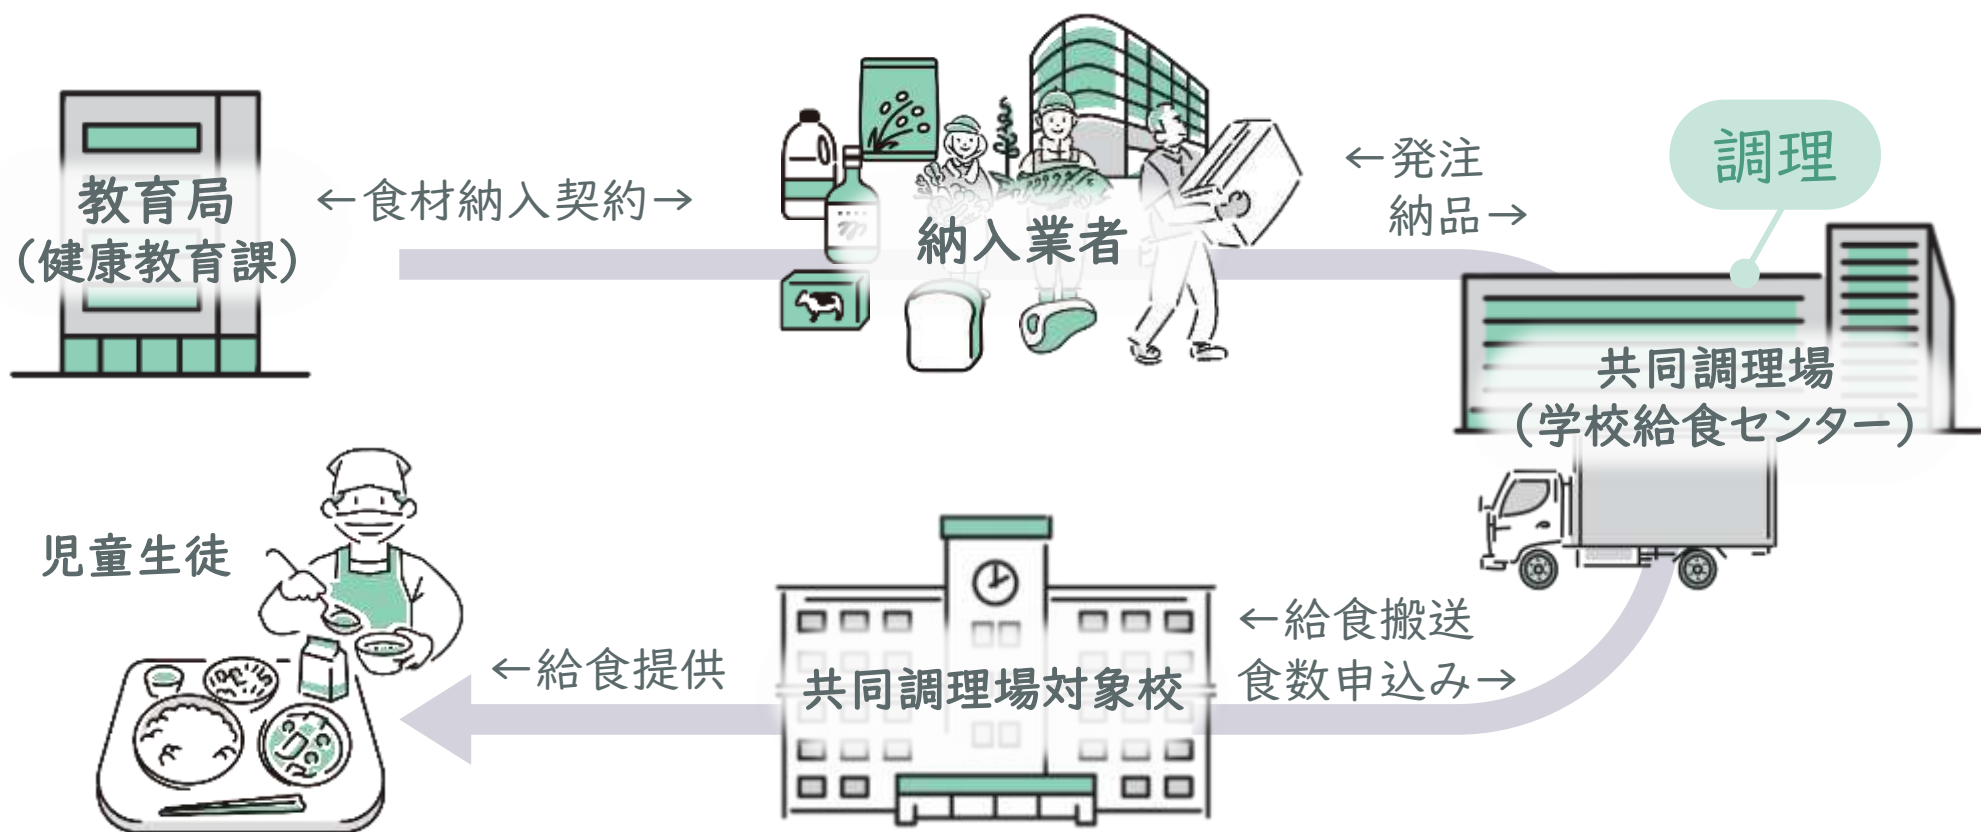 教育局
（健康教育課）
←食材納入契約→
納入業者
←発注
納品→
調理
共同調理場
（学校給食センター）
←給食搬送
食数申込み→
共同調理場対象校
←給食提供
児童生徒